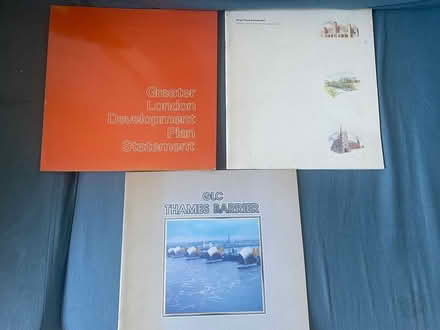 Greater
London
Development
Plan
Statement
GLC
THAMES BARRIER